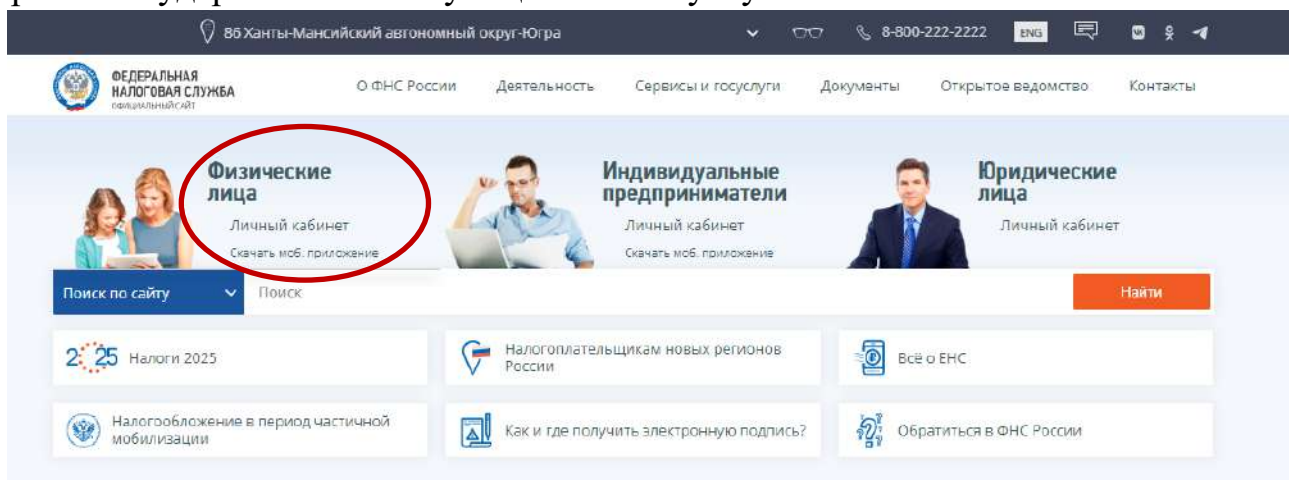 86 Ханты-Мансийский автономный округ-Югра
8-800-222-2222
ENG
ФЕДЕРАЛЬНАЯ
НАЛОГОВАЯ СЛУЖБА
ОФИЦИАЛЬНЫЙ САЙТ
О ФНС России
Деятельность
Сервисы и госуслуги
Документы
Открытое ведомство
Контакты
Физические
лица
Личный кабинет
Скачать моб. приложение
Индивидуальные
предприниматели
Личный кабинет
Скачать моб. приложение
Юридические
лица
Личный кабинет
Поиск по сайту
Поиск
Найти
2025 Налоги 2025
Налогоплательщикам новых регионов
России
Всё о ЕНС
Налогообложение в период частичной
мобилизации
Как и где получить электронную подпись?
Обратиться в ФНС России